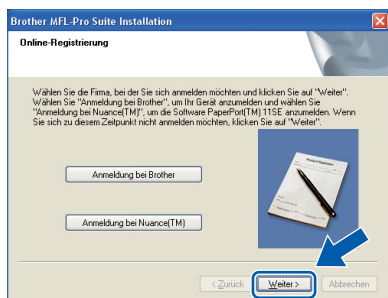 Brother MFL-Pro Suite Installation
Online-Registrierung
Wählen Sie die Firma, bei der Sie sich anmelden möchten und klicken Sie auf "Weiter".
Wählen Sie "Anmeldung bei Brother", um Ihr Gerät anzumelden und wählen Sie
"Anmeldung bei Nuance(TM)", um die Software PaperPort(TM) 11SE anzumelden. Wenn
Sie sich zu diesem Zeitpunkt nicht anmelden möchten, klicken Sie auf "Weiter".
Anmeldung bei Brother
Anmeldung bei Nuance(TM)
< Zurück
Weiter >
Abbrechen